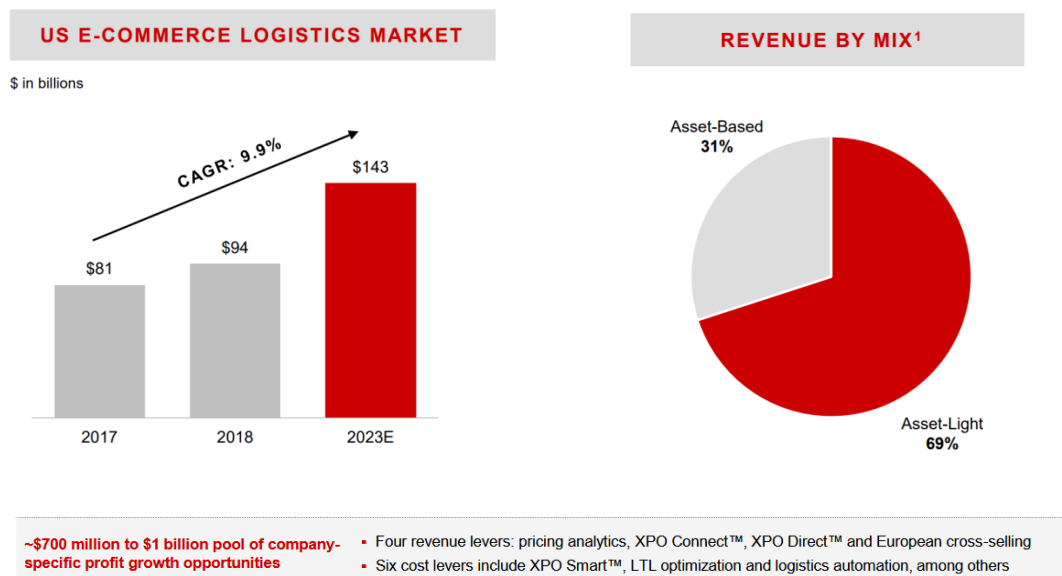 US E-COMMERCE LOGISTICS MARKET
$ in billions
CAGR: 9.9%
$81
$94
$143
2017
2018
2023E
REVENUE BY MIX¹
Asset-Based
31%
Asset-Light
69%
~$700 million to $1 billion pool of company-
specific profit growth opportunities
▪ Four revenue levers: pricing analytics, XPO Connect™, XPO Direct™ and European cross-selling
▪ Six cost levers include XPO Smart™, LTL optimization and logistics automation, among others